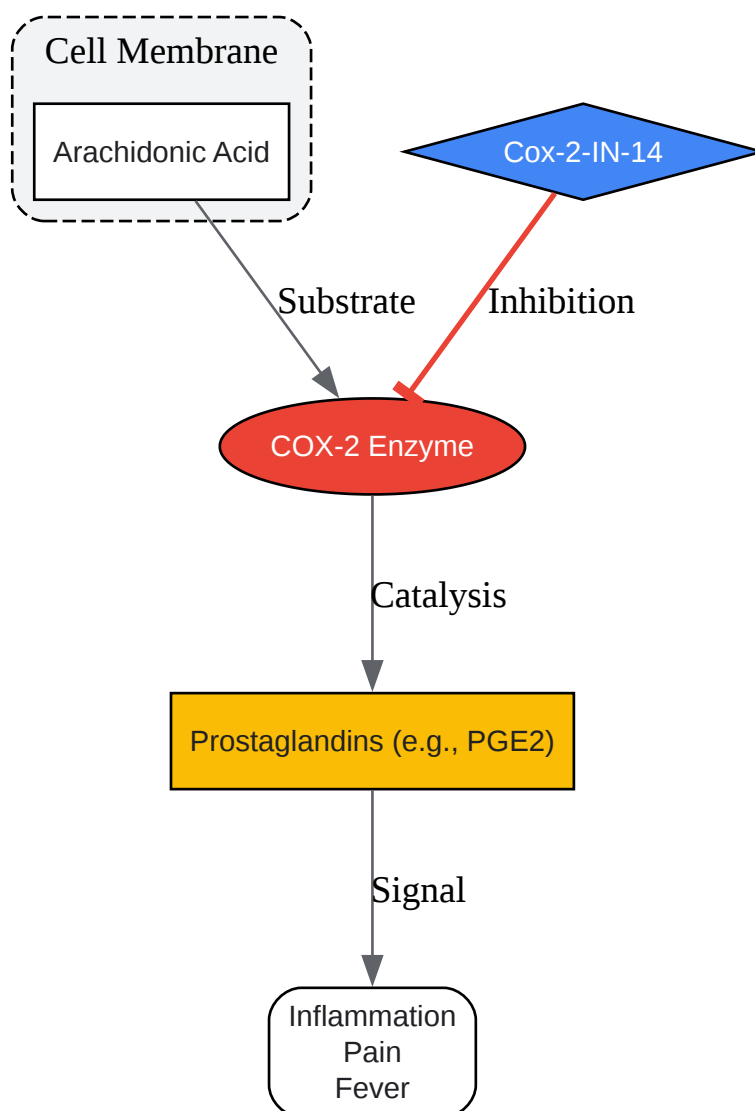 Cell Membrane
Arachidonic Acid
Cox-2-IN-14
Substrate
Inhibition
COX-2 Enzyme
Catalysis
Prostaglandins (e.g., PGE2)
Signal
Inflammation
Pain
Fever